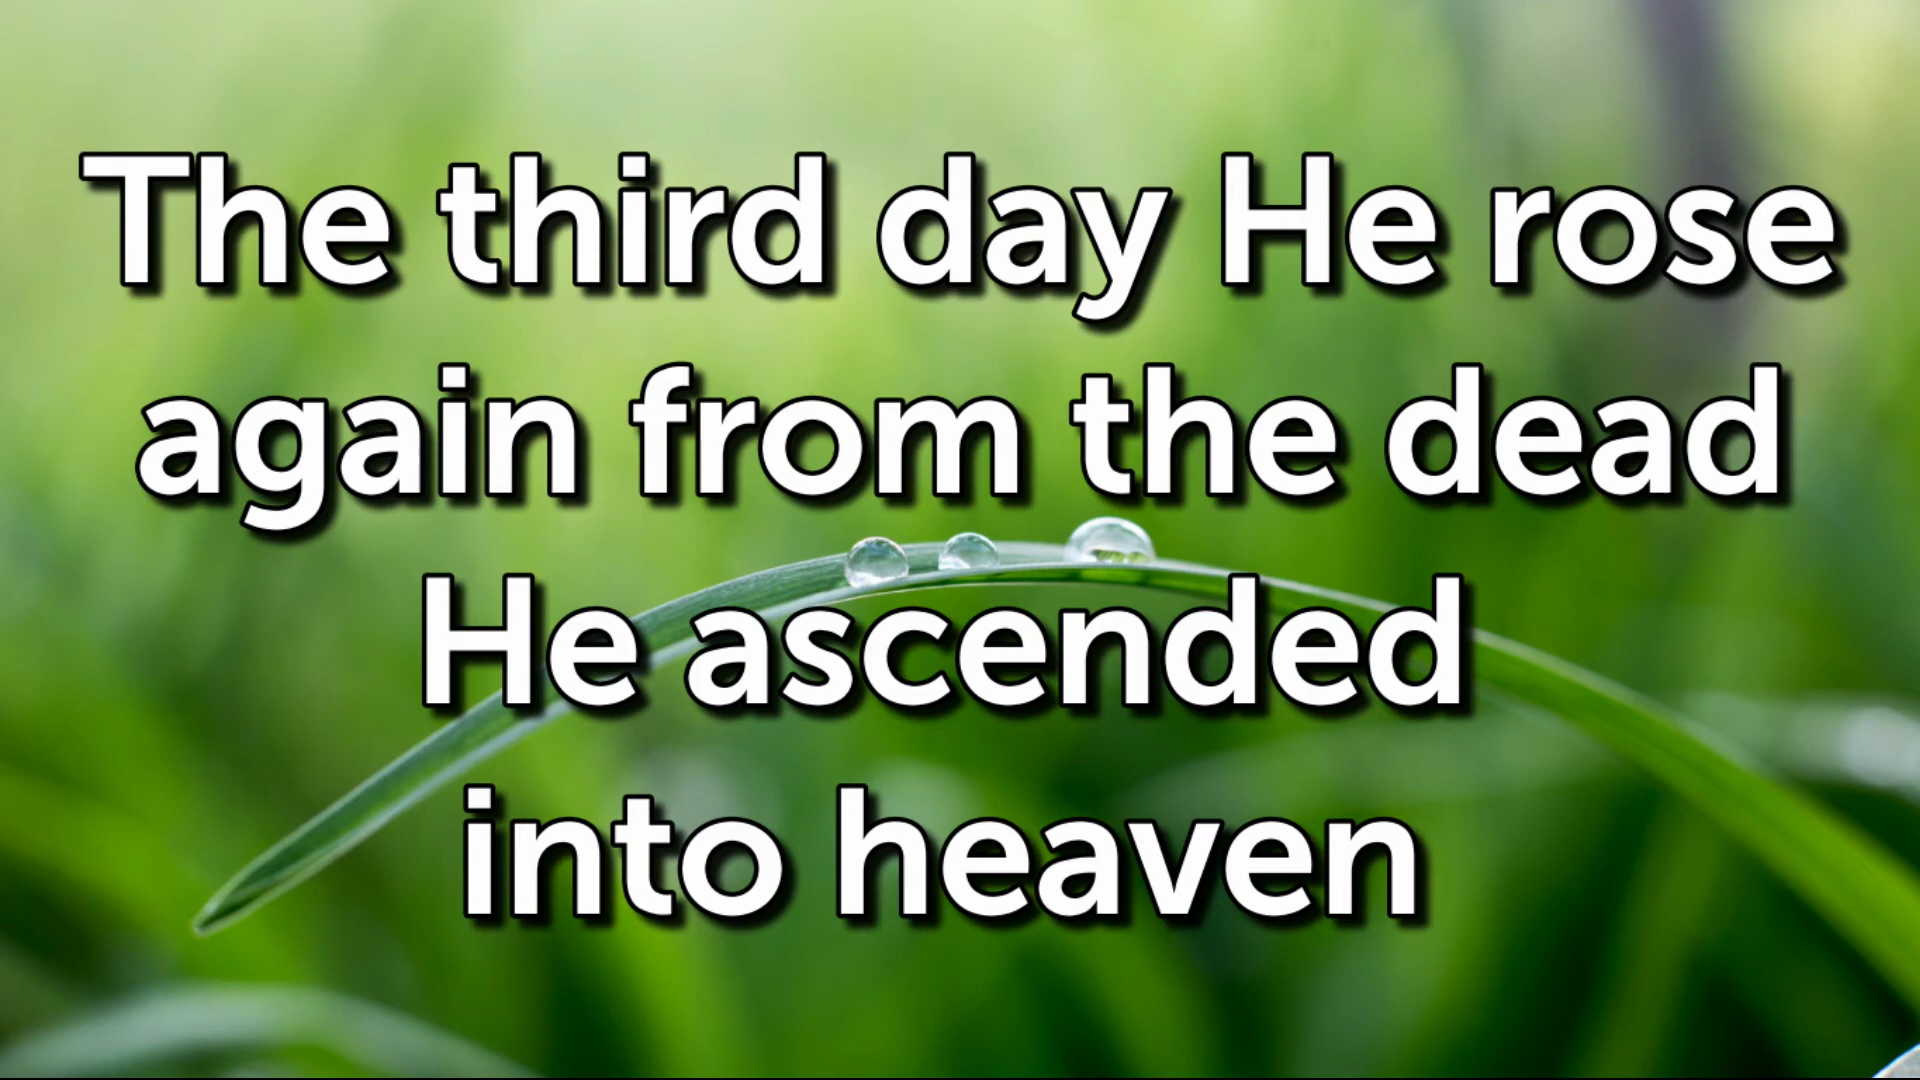 The third day He rose
again from the dead
He ascended
into heaven